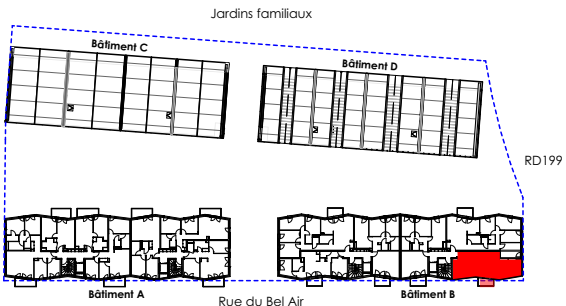 Jardins familiaux
Bâtiment C
Bâtiment D
RD199
Bâtiment A
Bâtiment B
Rue du Bel Air